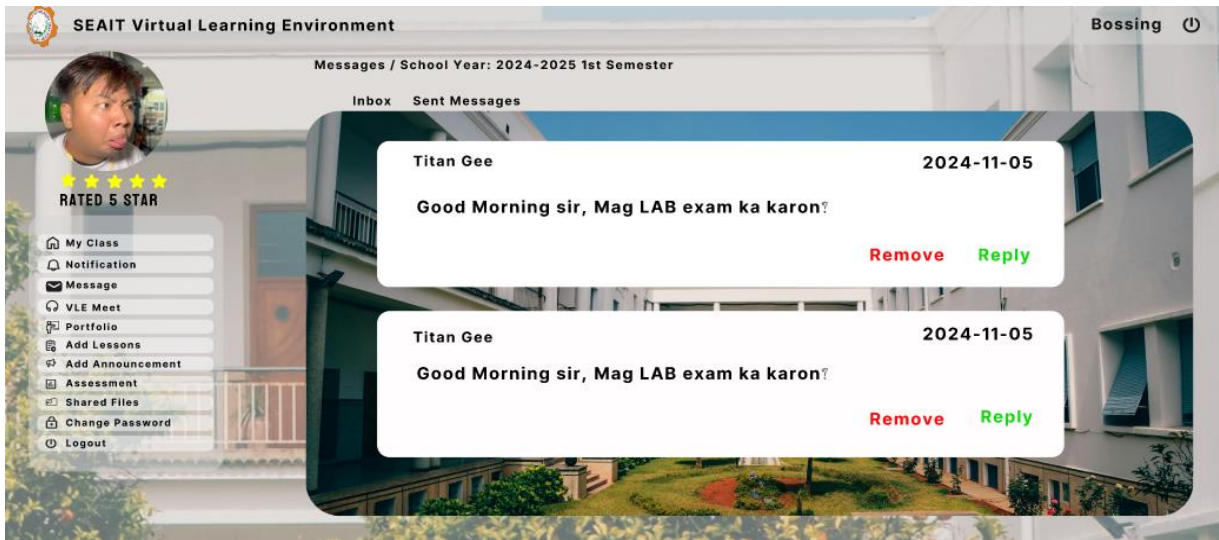 SEAIT Virtual Learning Environment
Bossing
Messages / School Year: 2024-2025 1st Semester
Inbox Sent Messages
RATED 5 STAR
My Class
Notification
Message
VLE Meet
Portfolio
Add Lessons
Add Announcement
Assessment
Shared Files
Change Password
Logout
Titan Gee 2024-11-05
Good Morning sir, Mag LAB exam ka karon?
Remove Reply
Titan Gee 2024-11-05
Good Morning sir, Mag LAB exam ka karon?
Remove Reply